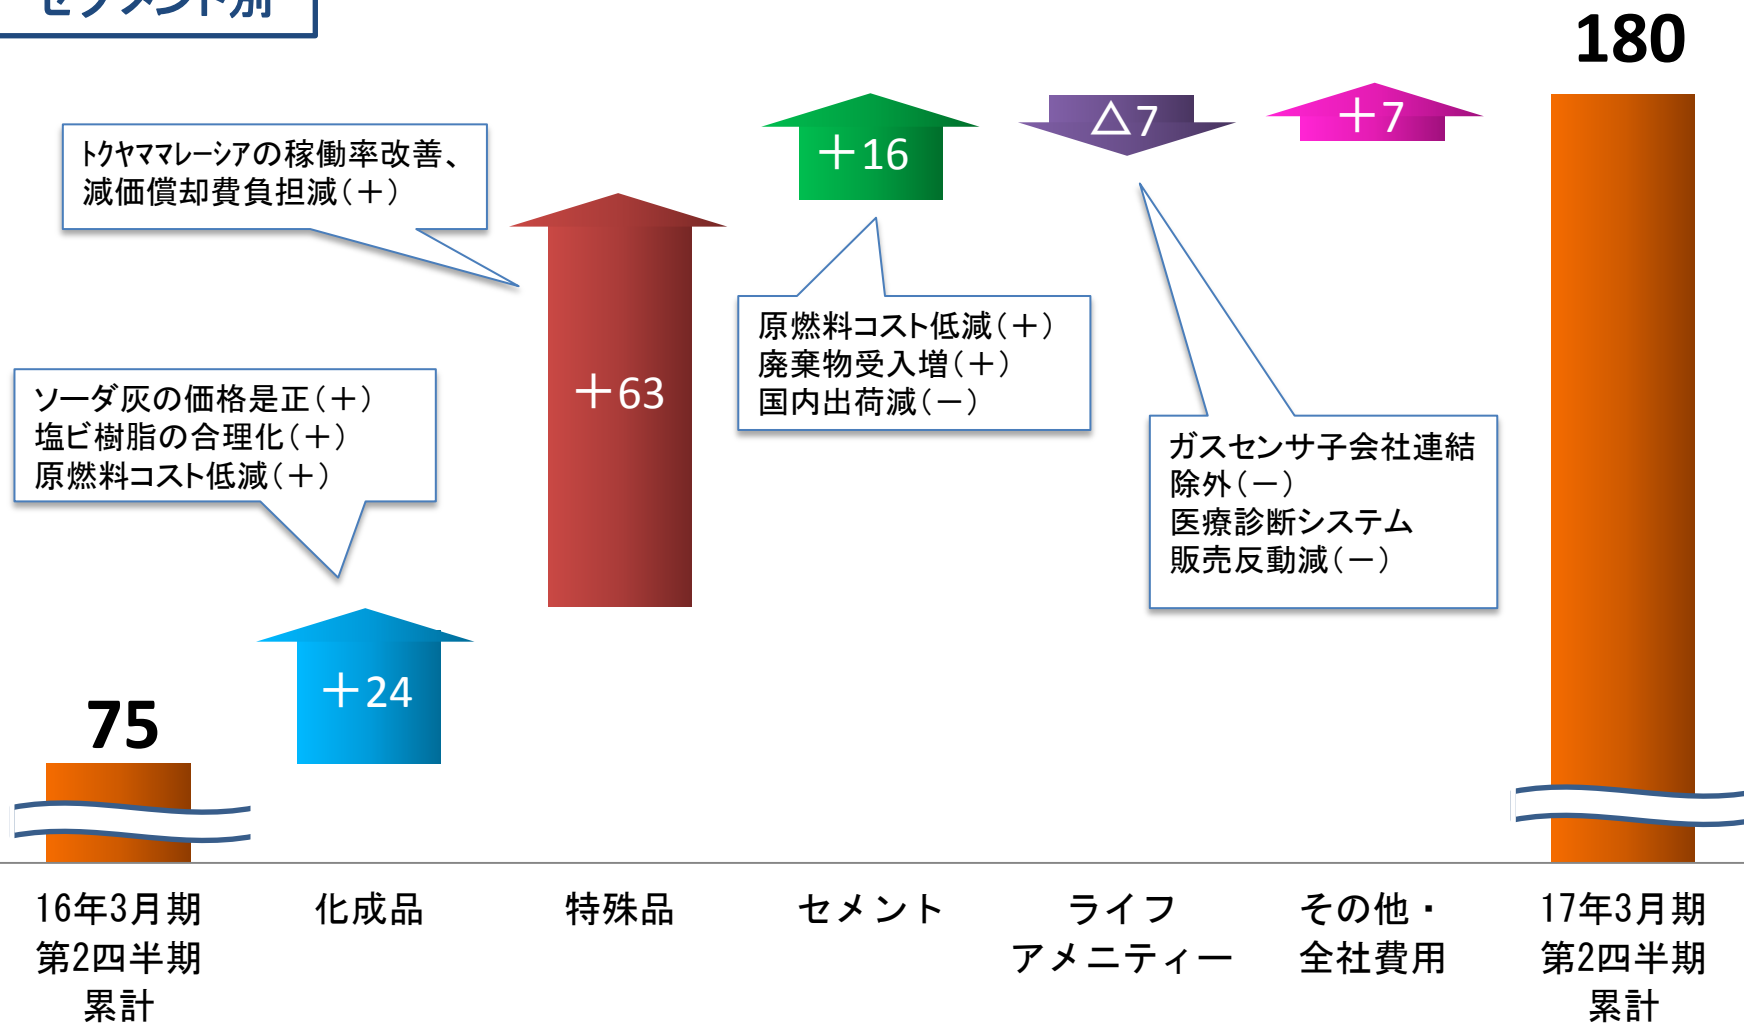 セグメント別
180
△7
＋7
＋16
トクヤママレーシアの稼働率改善、
減価償却費負担減（＋）
原燃料コスト低減（＋）
廃棄物受入増（＋）
国内出荷減（－）
＋63
ソーダ灰の価格是正（＋）
塩ビ樹脂の合理化（＋）
原燃料コスト低減（＋）
ガスセンサ子会社連結
除外（－）
医療診断システム
販売反動減（－）
＋24
75
16年3月期
第2四半期
累計
化成品
特殊品
セメント
ライフ
アメニティー
その他・
全社費用
17年3月期
第2四半期
累計